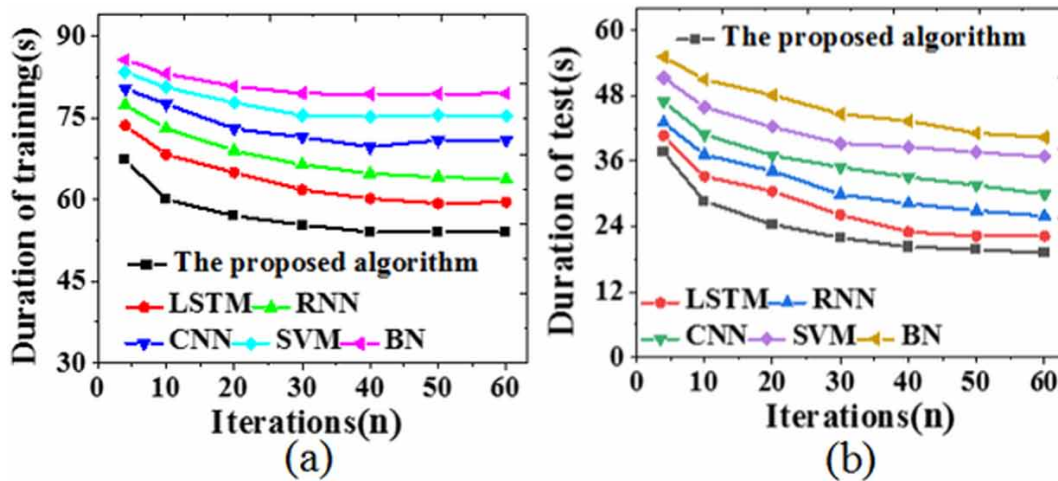 Duration of training(s)
90
75
60
45
30
The proposed algorithm
LSTM RNN
CNN SVM BN
0 10 20 30 40 50 60
Iterations(n)
(a)
Duration of test(s)
60
48
36
24
12
0
The proposed algorithm
LSTM RNN
CNN SVM BN
0 10 20 30 40 50 60
Iterations(n)
(b)